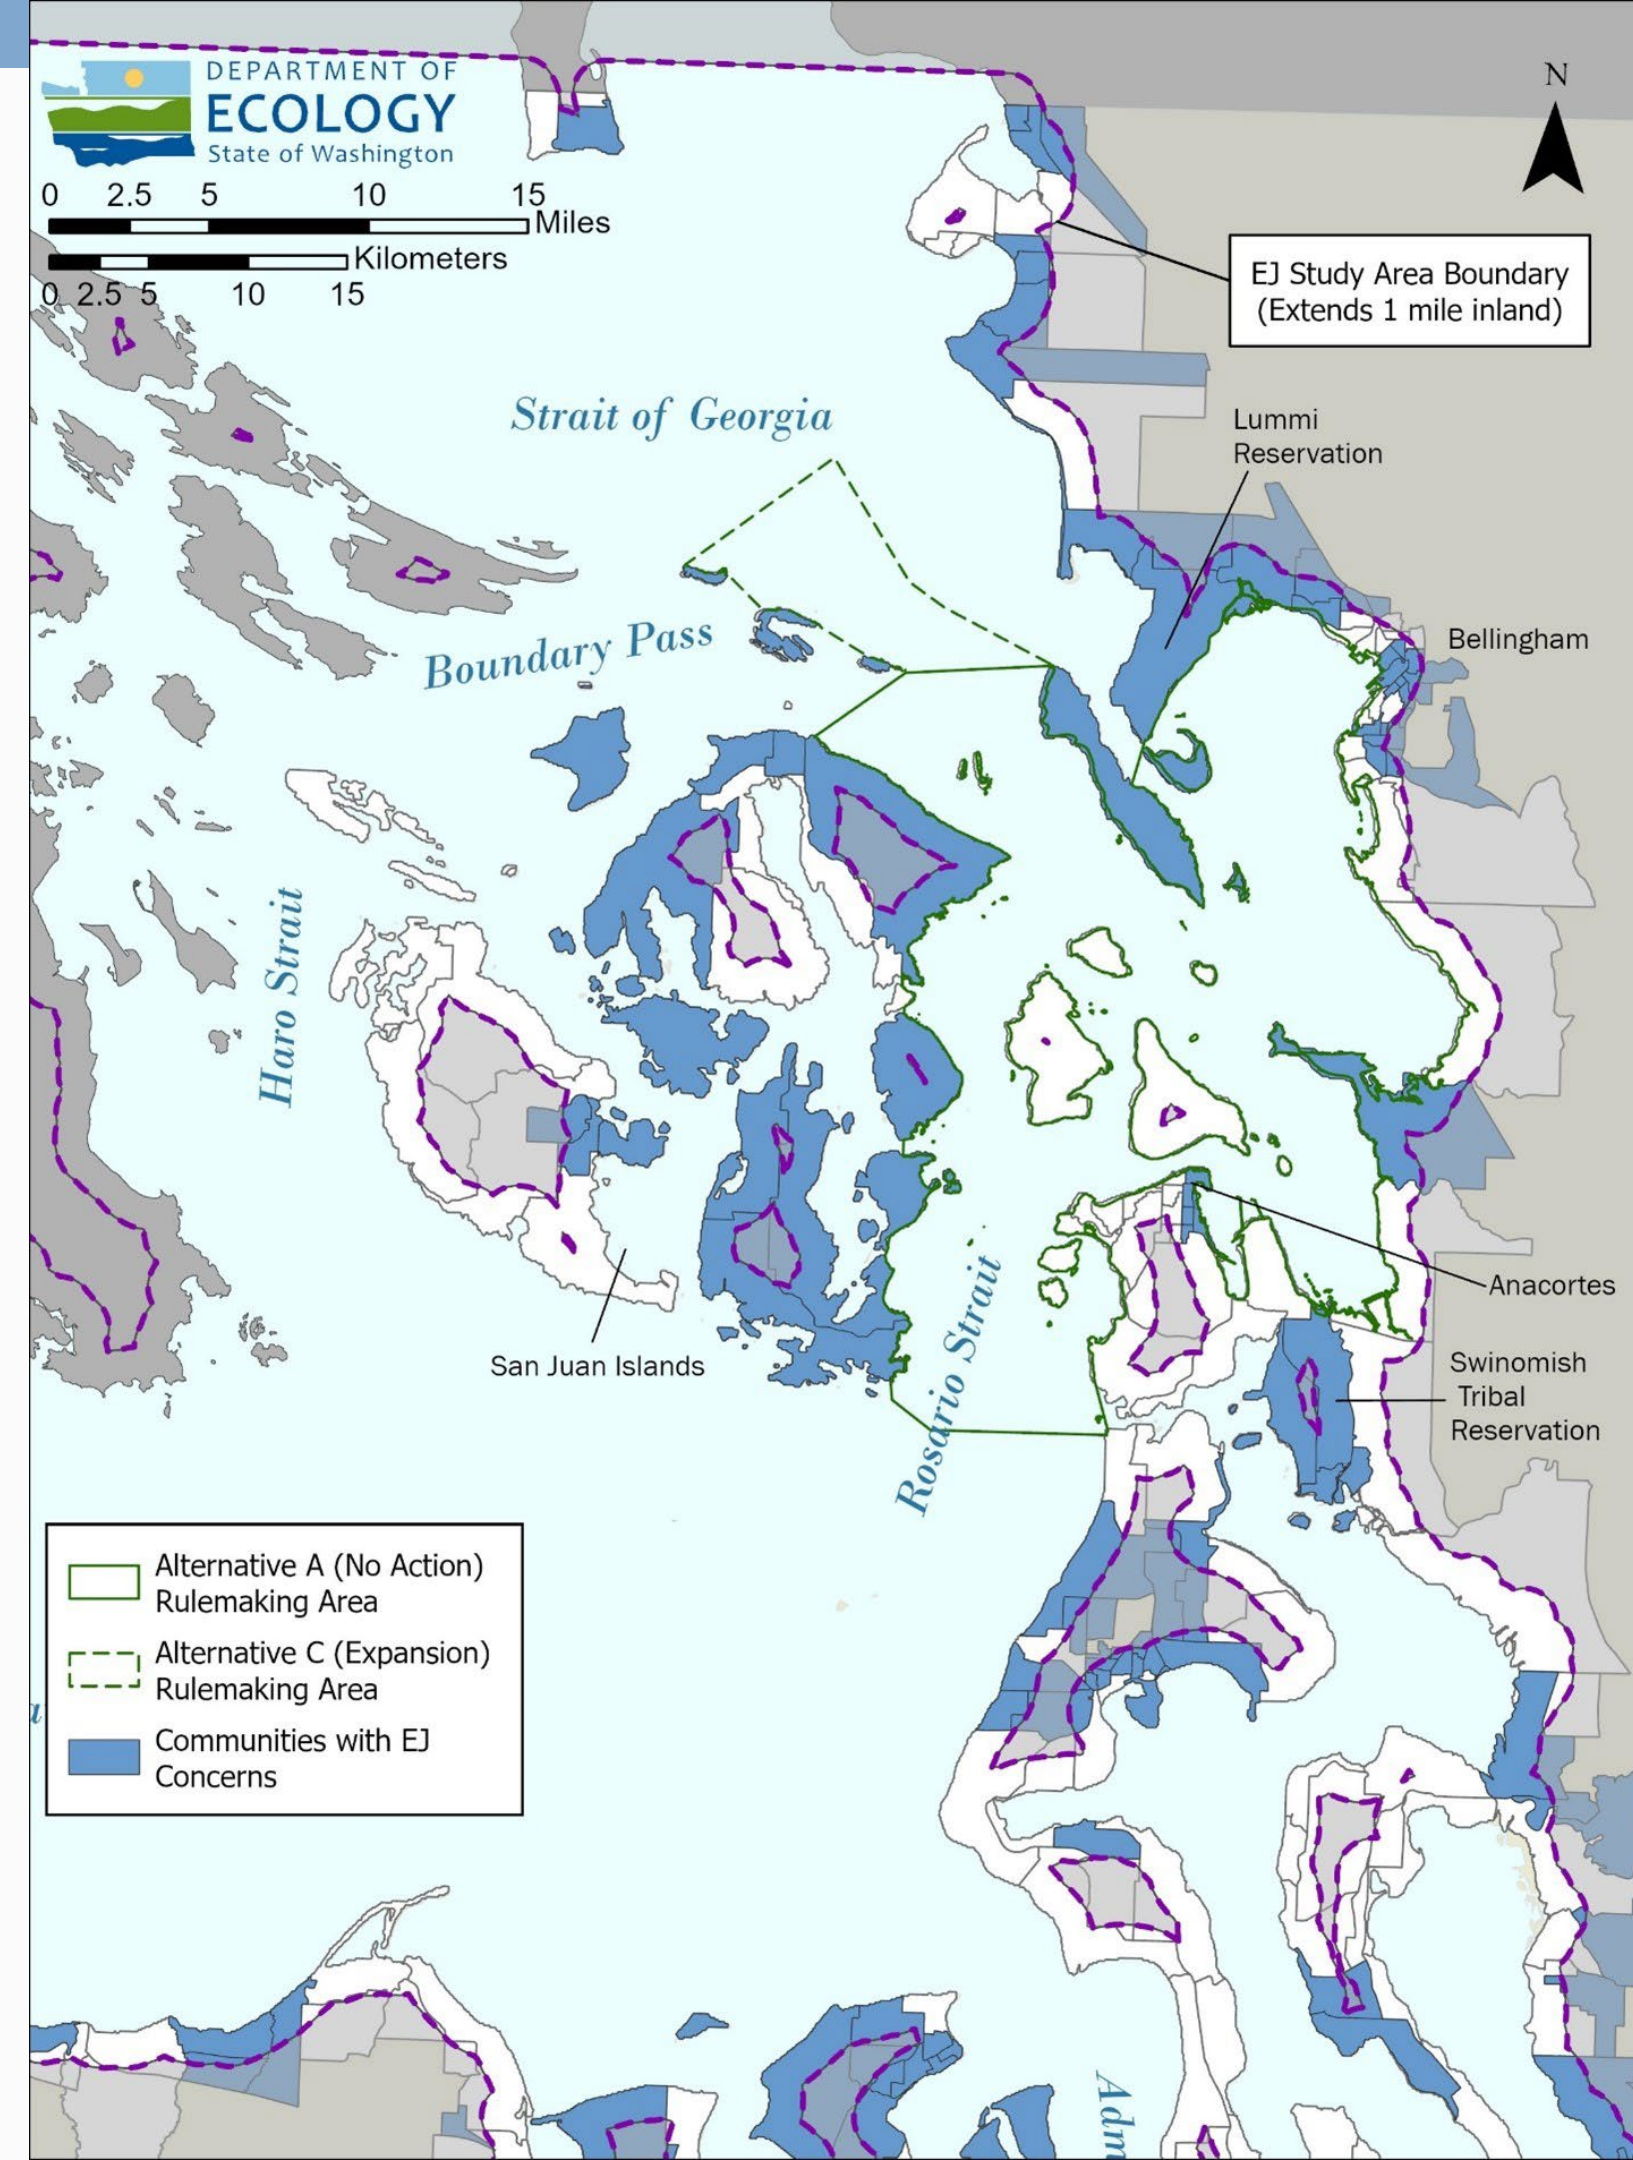 DEPARTMENT OF
ECOLOGY
State of Washington
0 2.5 5 10 15
Miles
Kilometers
0 2.5 5 10 15
N
EJ Study Area Boundary
(Extends 1 mile inland)
Strait of Georgia
Lummi
Reservation
Boundary Pass
Bellingham
Haro Strait
Anacortes
San Juan Islands
Rosario Strait
Swinomish
Tribal
Reservation
Alternative A (No Action)
Rulemaking Area
Alternative C (Expansion)
Rulemaking Area
Communities with EJ
Concerns
a
Adm